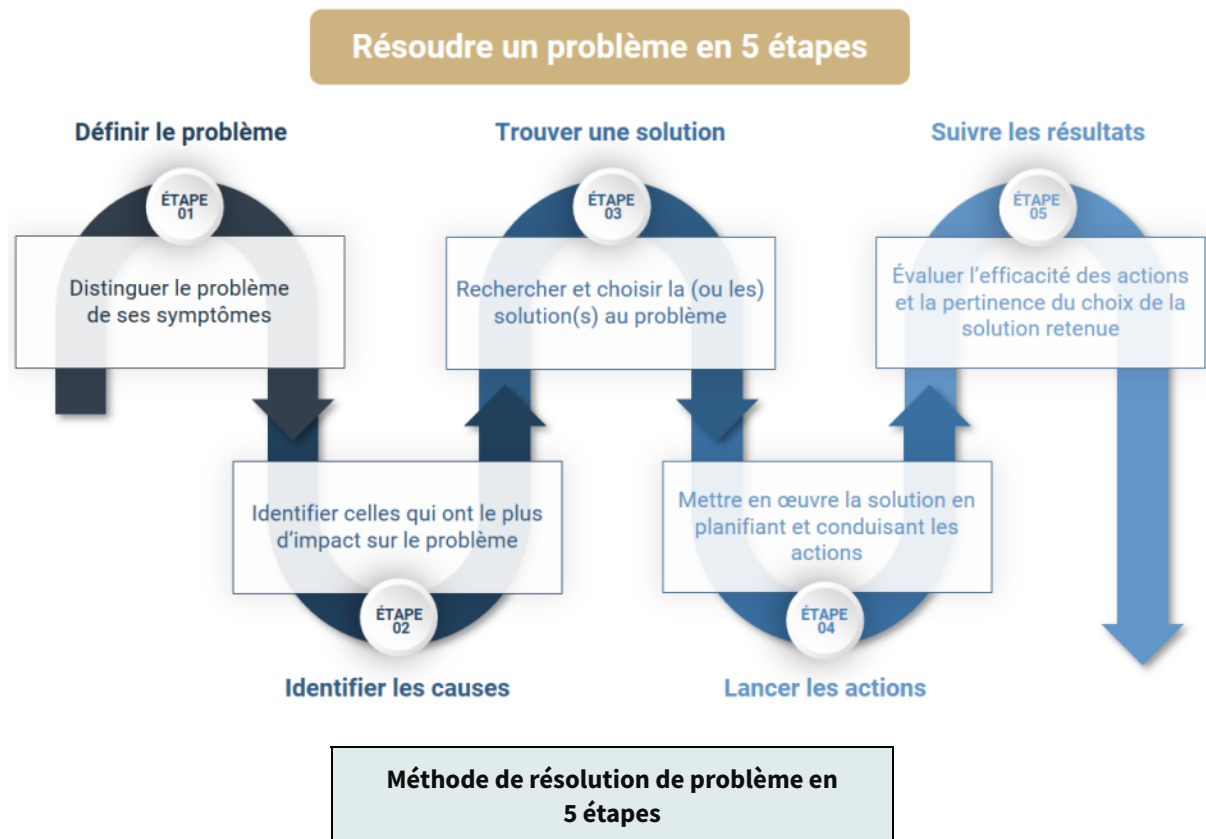 Résoudre un problème en 5 étapes
Définir le problème
ÉTAPE
01
Distinguer le problème
de ses symptômes
Identifier celles qui ont le plus
d'impact sur le problème
ÉTAPE
02
Identifier les causes
Trouver une solution
ÉTAPE
03
Rechercher et choisir la (ou les)
solution(s) au problème
Mettre en œuvre la solution en
planifiant et conduisant les
actions
ÉTAPE
04
Lancer les actions
Suivre les résultats
ÉTAPE
05
Évaluer l'efficacité des actions
et la pertinence du choix de la
solution retenue
Méthode de résolution de problème en
5 étapes